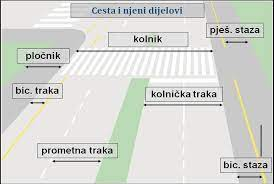 Cesta i njeni dijelovi
kolnik
pješ. staza
pločnik
bic. traka
kolnička traka
prometna traka
bic. staza